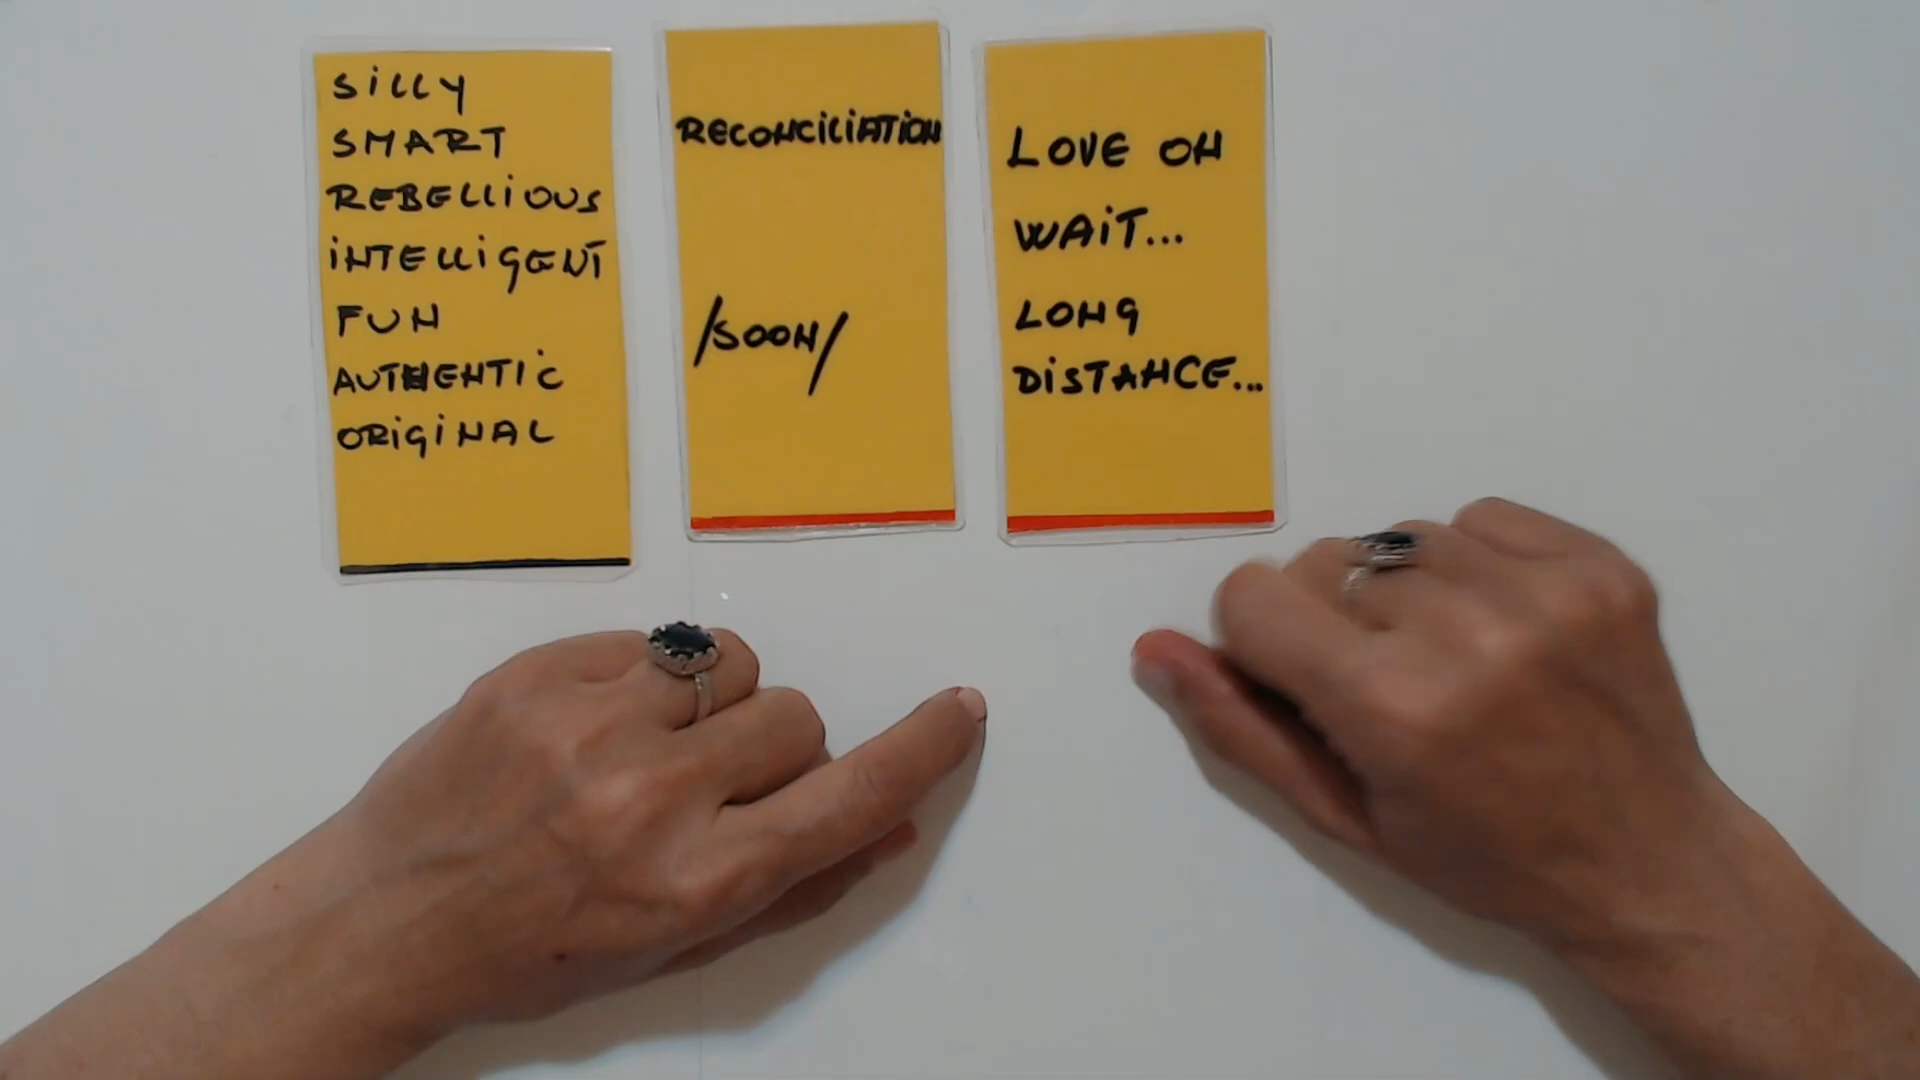 SILLY
SMART
REBELLIOUS
INTELLIGENT
FUN
AUTHENTIC
ORIGINAL
RECONCILIATION
/SOON/
LOVE ON
WAIT...
LONG
DISTANCE...